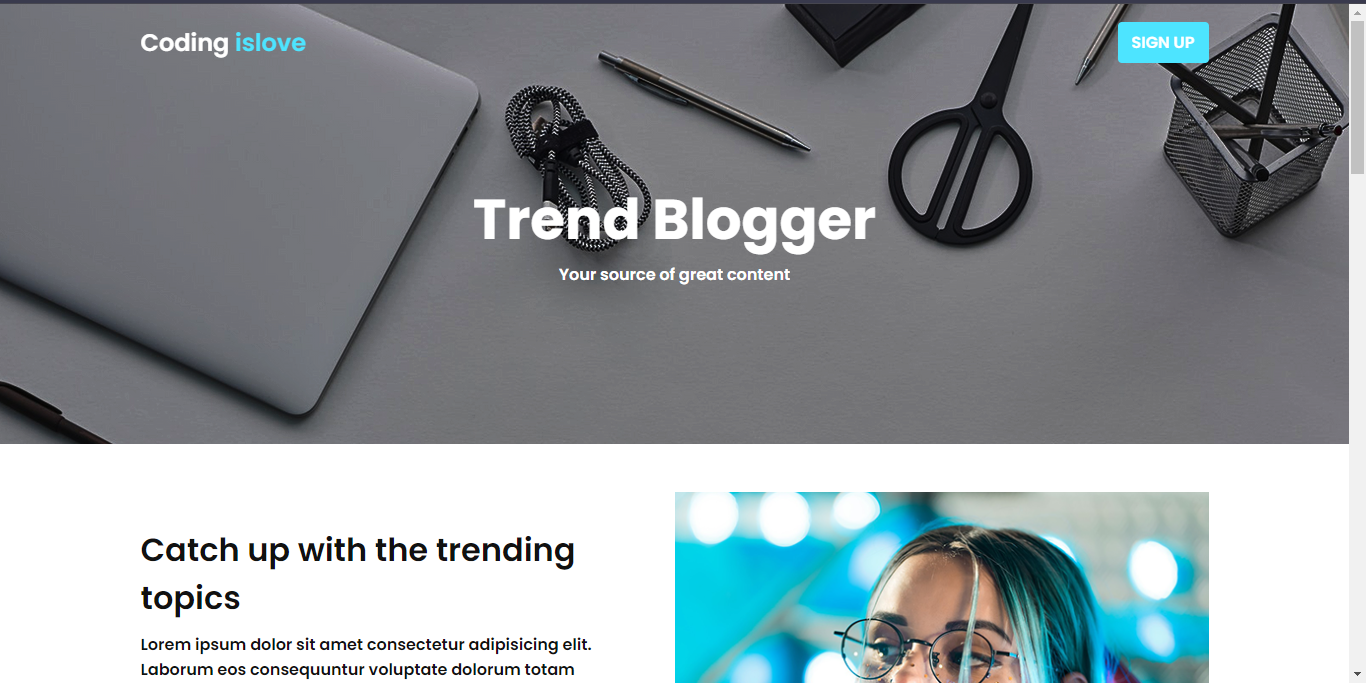 Coding islove
SIGN UP
Trend Blogger
Your source of great content
Catch up with the trending
topics
Lorem ipsum dolor sit amet consectetur adipisicing elit.
Laborum eos consequuntur voluptate dolorum totam